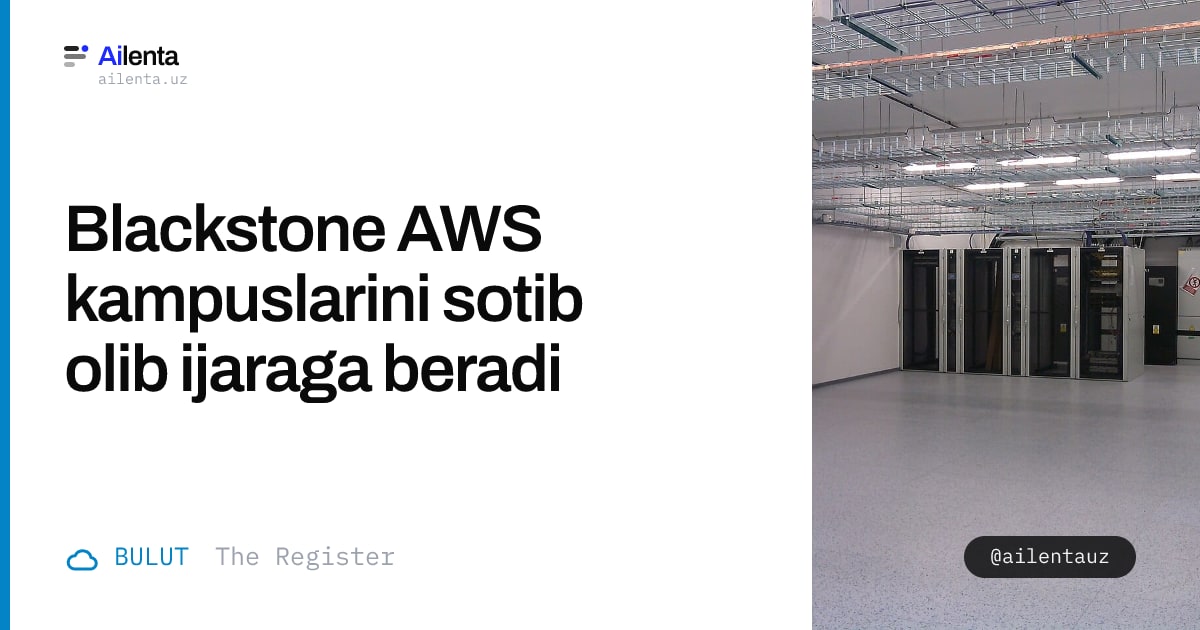 Ailenta
ailenta.uz
Blackstone AWS
kampuslarini sotib
olib ijaraga beradi
BULUT The Register
@ailentauz